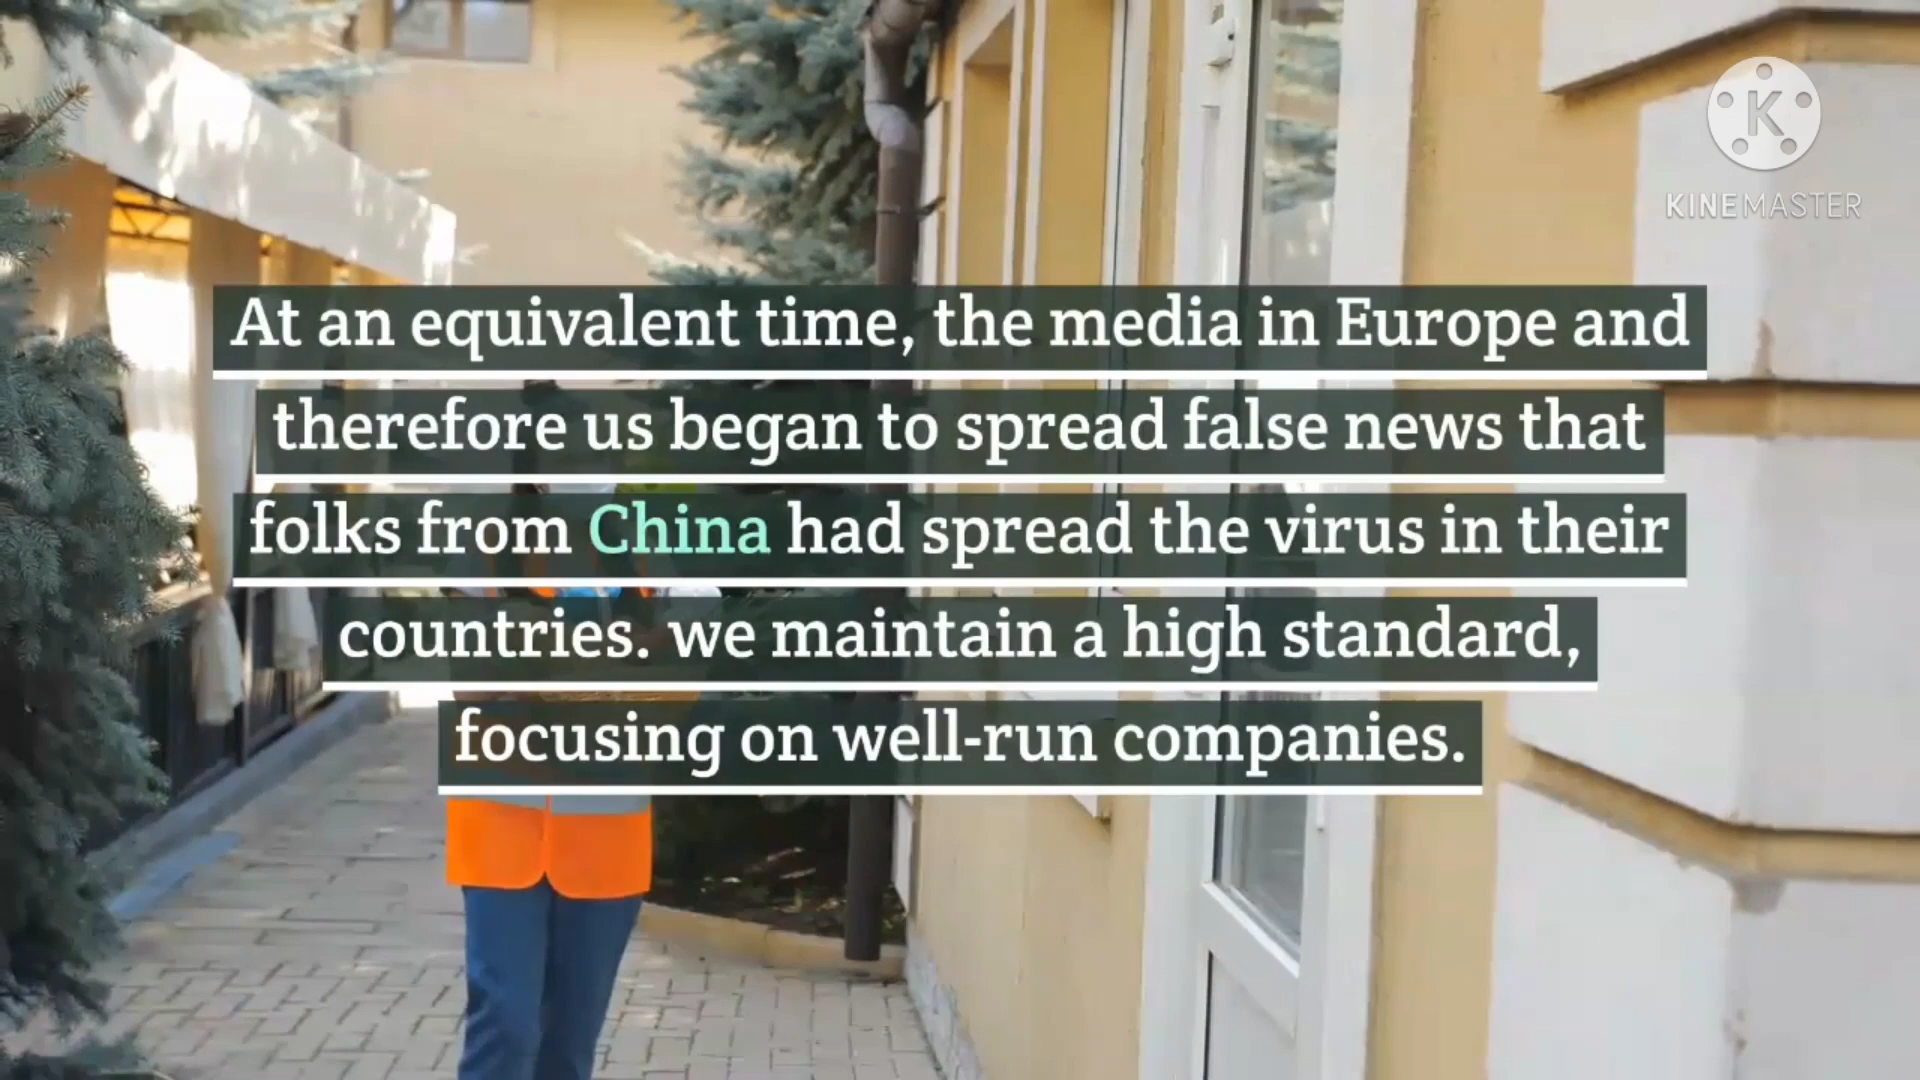 K
KINEMASTER
At an equivalent time, the media in Europe and
therefore us began to spread false news that
folks from China had spread the virus in their
countries. we maintain a high standard,
focusing on well-run companies.